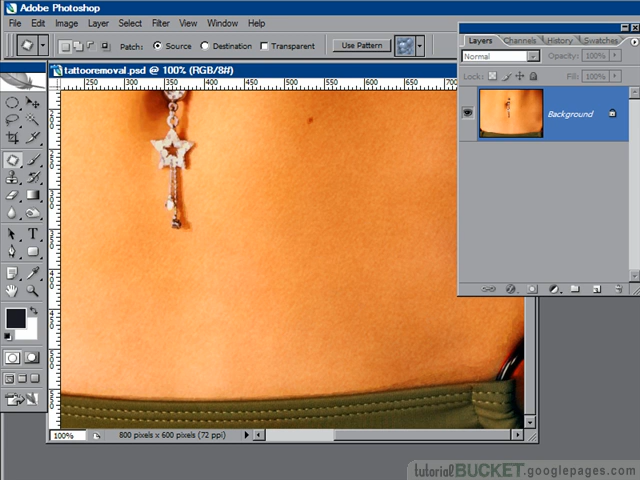 Adobe Photoshop
File Edit Image Layer Select Filter View Window Help
Patch: Source Destination Transparent Use Pattern
Layers Channels History Swatches
Normal Opacity: 100%
Lock: Fill: 100%
Background
tattooremoval.psd @ 100% (RGB/8#)
250 300 350 400 450 500 550 600 650 700
T
100% 800 pixels x 600 pixels (72 ppi)
tutorialBUCKET.googlepages.com